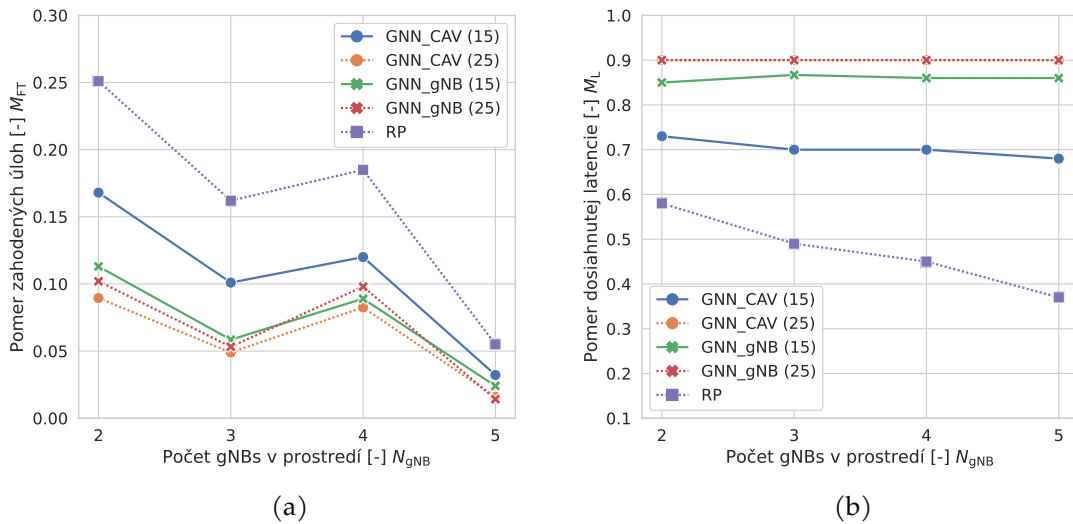 0.30
0.25
0.20
0.15
0.10
0.05
0.00
Pomer zahodených úloh [-] M_FT
GNN_CAV (15)
GNN_CAV (25)
GNN_gNB (15)
GNN_gNB (25)
RP
2 3 4 5
Počet gNBs v prostredí [-] N_gNB
(a)
1.0
0.9
0.8
0.7
0.6
0.5
0.4
0.3
0.2
0.1
Pomer dosiahnutej latencie [-] M_L
GNN_CAV (15)
GNN_CAV (25)
GNN_gNB (15)
GNN_gNB (25)
RP
2 3 4 5
Počet gNBs v prostredí [-] N_gNB
(b)